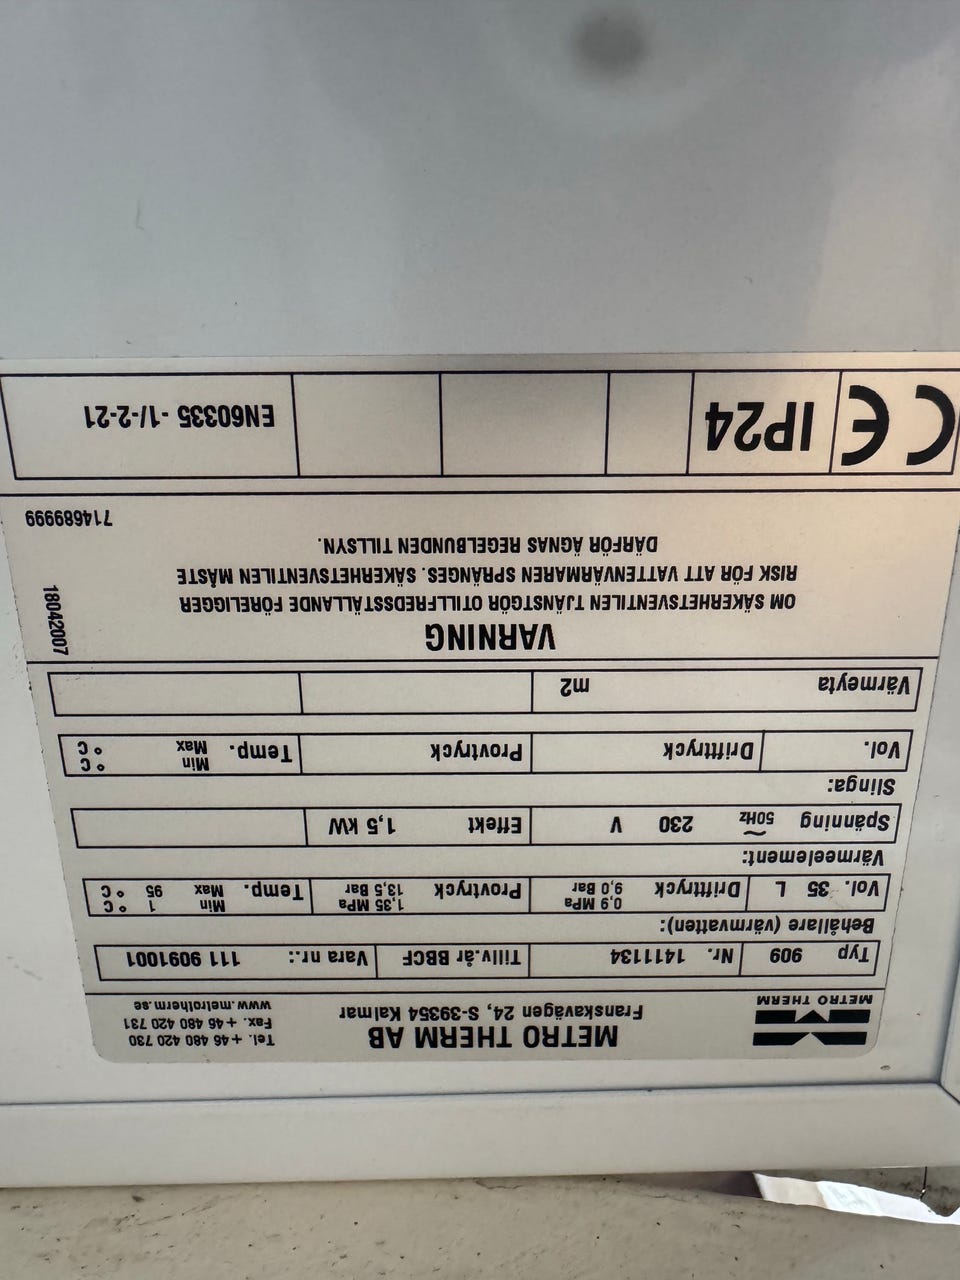 METRO THERM
METRO THERM AB
Franskavägen 24, S-39354 Kalmar
Tel. +46 480 420 730
Fax. +46 480 420 731
www.metrotherm.se
Typ 909 Nr. 1411134 Tillv.år BBCF Vara nr.: 111 9091001
Behållare (värmvatten):
Vol. 35 L Drifttryck 0,9 MPa 9,0 Bar Provtryck 1,35 MPa 13,5 Bar Temp. Min 1 °C Max 95 °C
Värmeelement:
Spänning 50Hz ~ 230 V Effekt 1,5 kW
Slinga:
Vol. Drifttryck Provtryck Temp. Min °C Max °C
Värmeyta m2
VARNING
OM SÄKERHETSVENTILEN TJÄNSTGÖR OTILLFREDSSTÄLLANDE FÖRELIGGER
RISK FÖR ATT VATTENVÄRMAREN SPRÄNGES. SÄKERHETSVENTILEN MÅSTE
DÄRFÖR ÄGNAS REGELBUNDEN TILLSYN.
18042007
714689999
CE IP24 EN60335 -1/-2-21